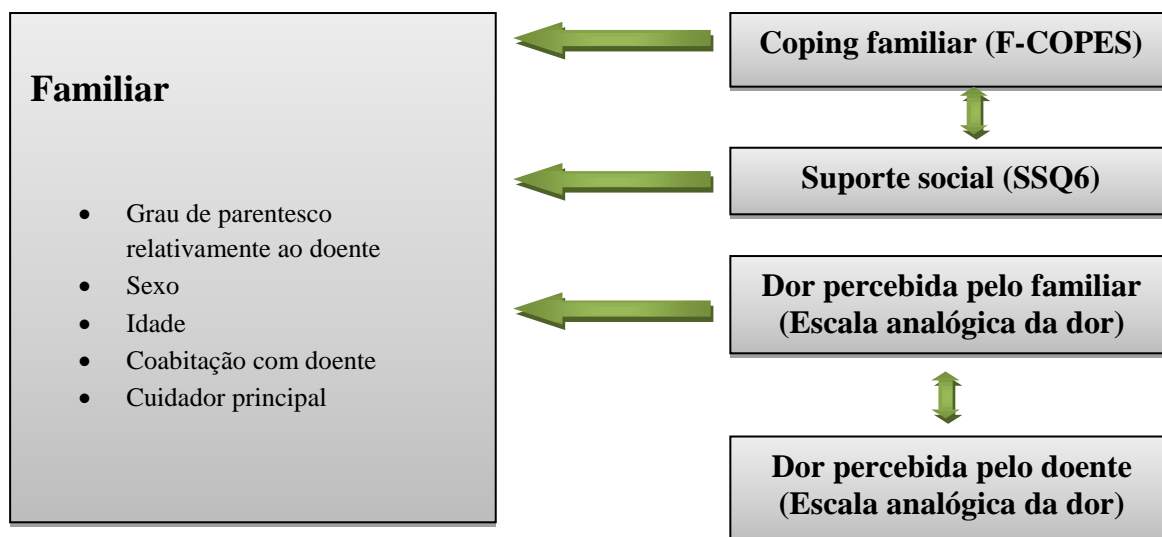 Familiar
• Grau de parentesco
relativamente ao doente
• Sexo
• Idade
• Coabitação com doente
• Cuidador principal
Coping familiar (F-COPES)
Suporte social (SSQ6)
Dor percebida pelo familiar
(Escala analógica da dor)
Dor percebida pelo doente
(Escala analógica da dor)